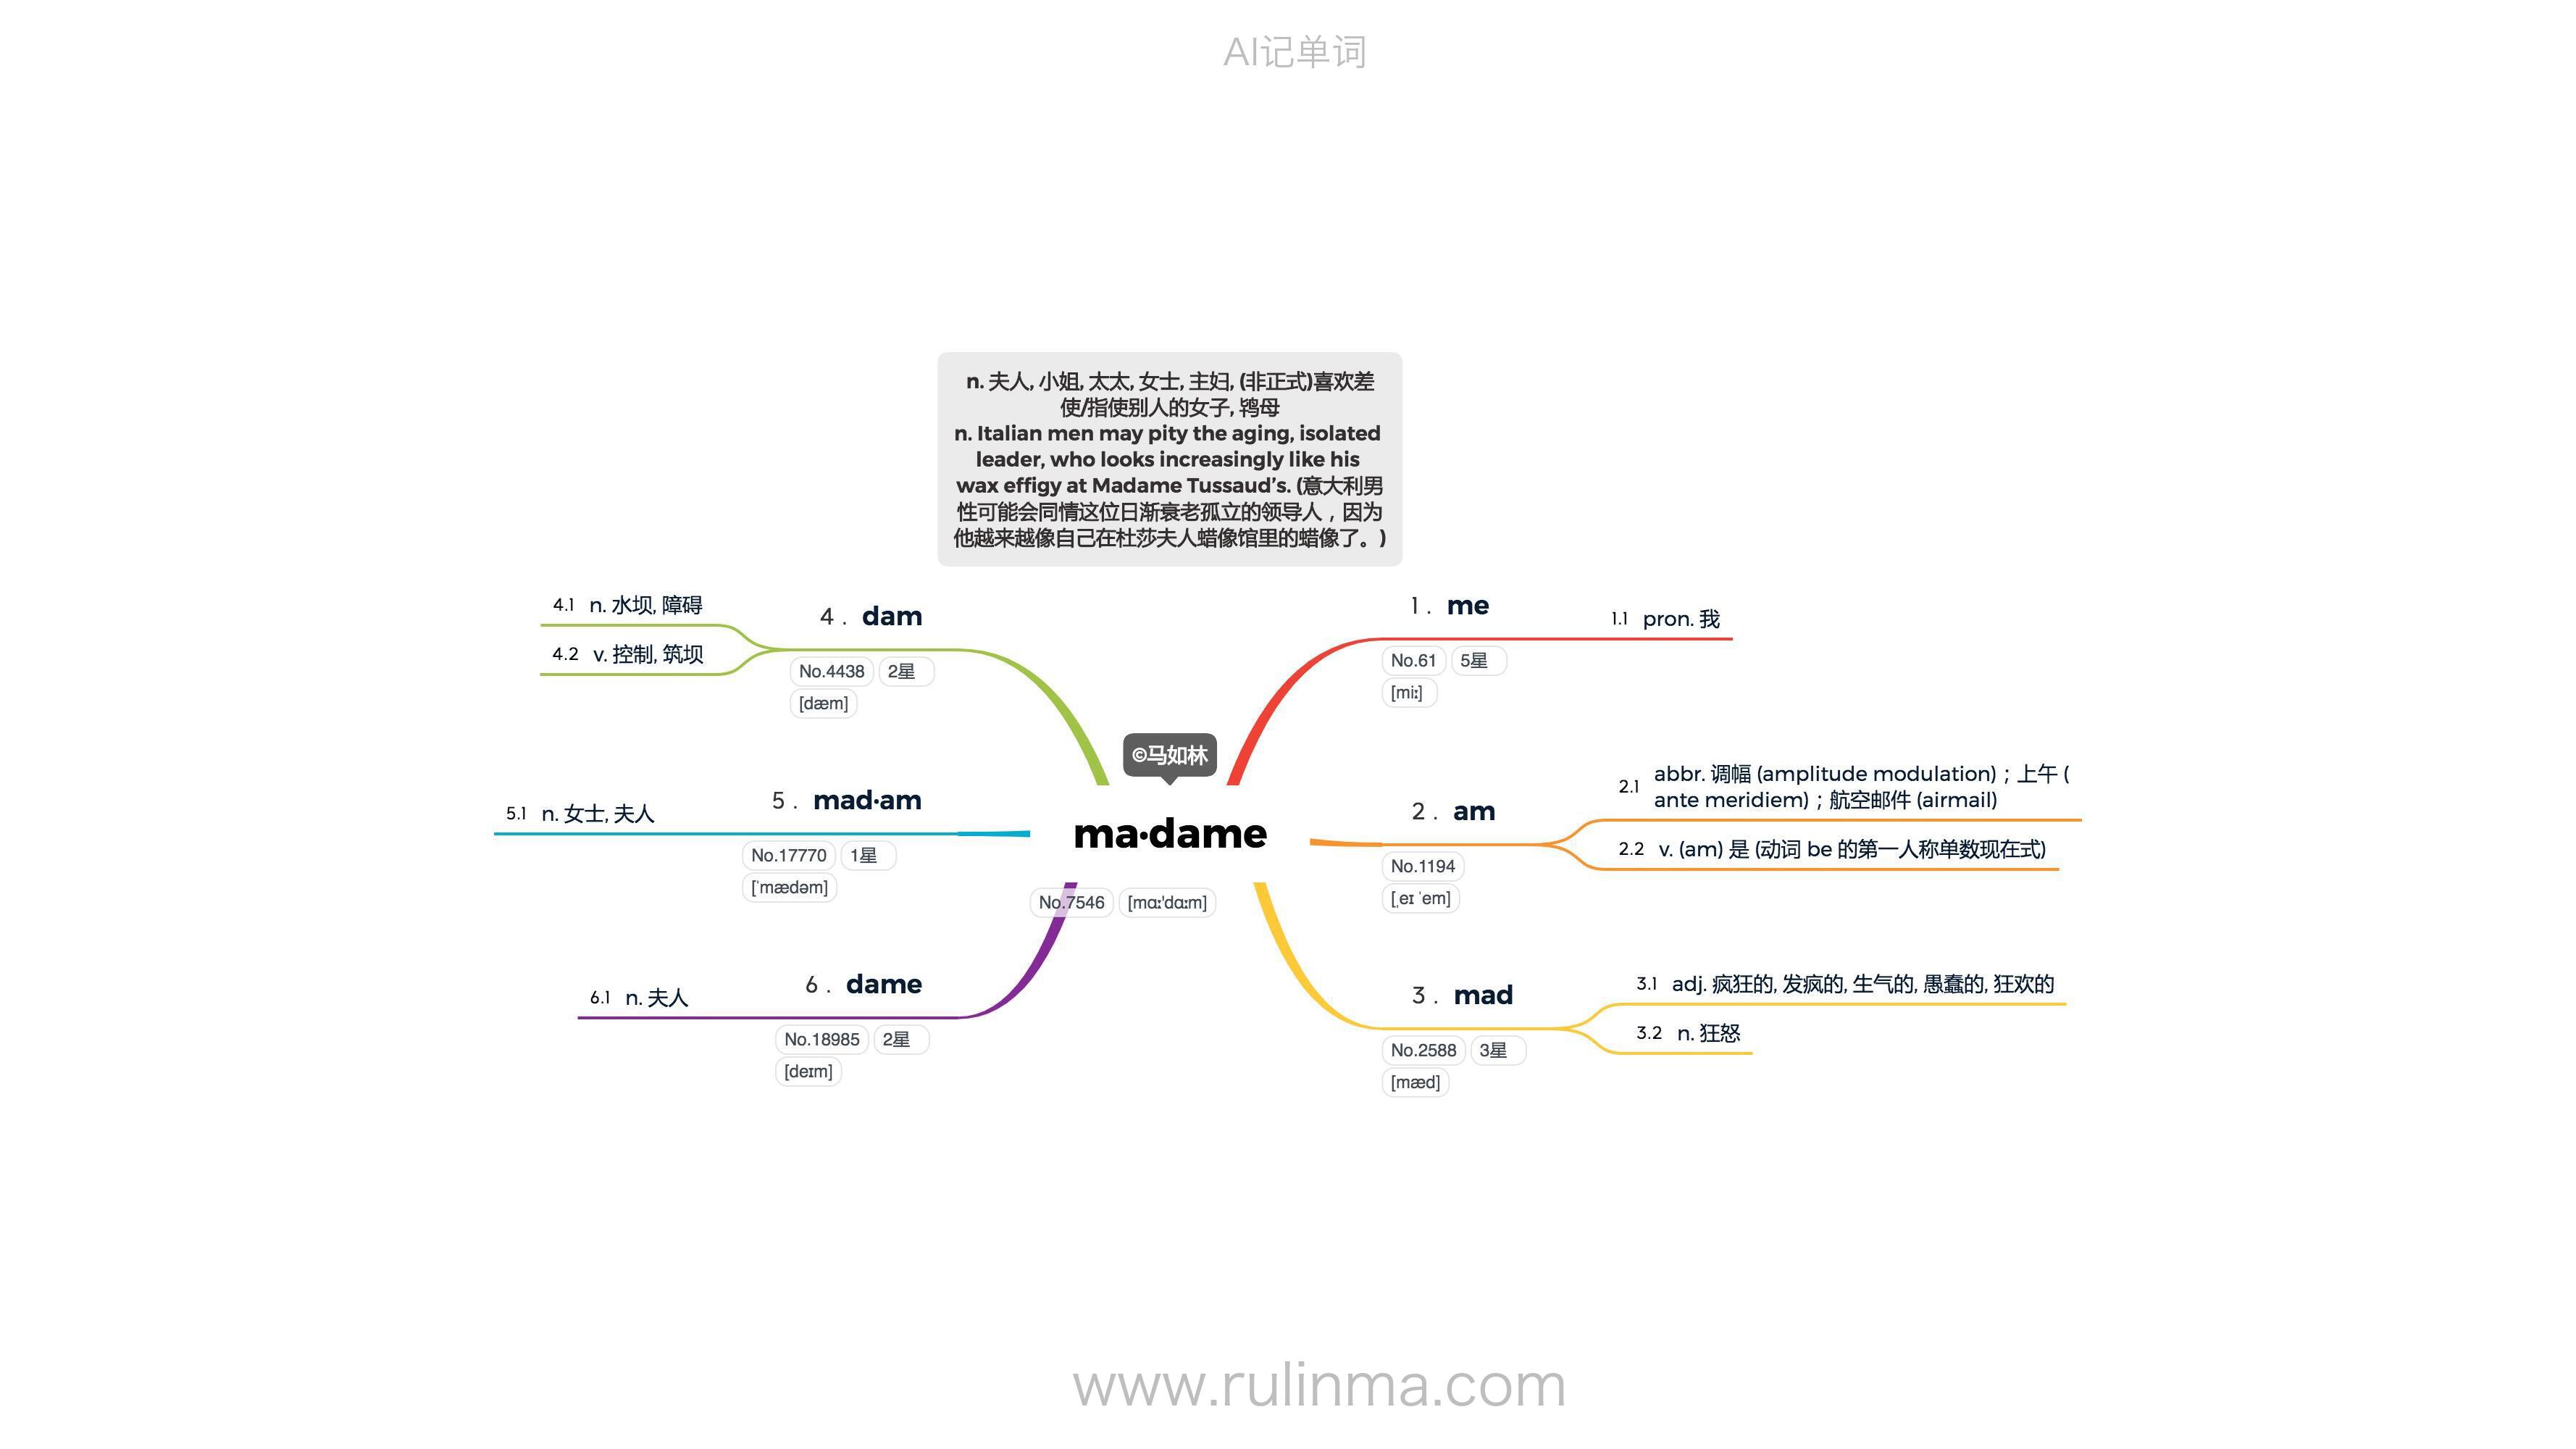 AI记单词
n. 夫人, 小姐, 太太, 女士, 主妇, (非正式)喜欢差
使/指使别人的女子, 鸨母
n. Italian men may pity the aging, isolated
leader, who looks increasingly like his
wax effigy at Madame Tussaud’s. (意大利男
性可能会同情这位日渐衰老孤立的领导人，因为
他越来越像自己在杜莎夫人蜡像馆里的蜡像了。)
©马如林
ma·dame
No.7546 [mɑːˈdɑːm]
1. me
No.61 5星
[miː]
1.1 pron. 我
2. am
No.1194
[ˌeɪ ˈem]
2.1 abbr. 调幅 (amplitude modulation)；上午 (
ante meridiem)；航空邮件 (airmail)
2.2 v. (am) 是 (动词 be 的第一人称单数现在式)
3. mad
No.2588 3星
[mæd]
3.1 adj. 疯狂的, 发疯的, 生气的, 愚蠢的, 狂欢的
3.2 n. 狂怒
4. dam
No.4438 2星
[dæm]
4.1 n. 水坝, 障碍
4.2 v. 控制, 筑坝
5. mad·am
No.17770 1星
[ˈmædəm]
5.1 n. 女士, 夫人
6. dame
No.18985 2星
[deɪm]
6.1 n. 夫人
www.rulinma.com